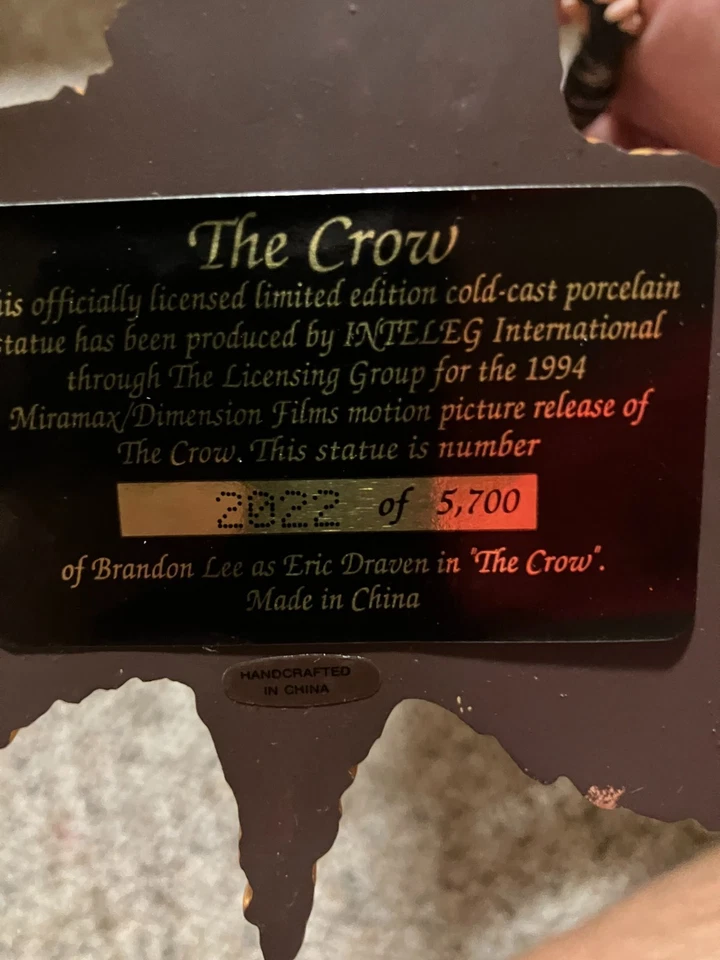 The Crow
is officially licensed limited edition cold-cast porcelain
statue has been produced by INTELEG International
through The Licensing Group for the 1994
Miramax/Dimension Films motion picture release of
The Crow. This statue is number
2022 of 5,700
of Brandon Lee as Eric Draven in "The Crow".
Made in China
HANDCRAFTED
IN CHINA